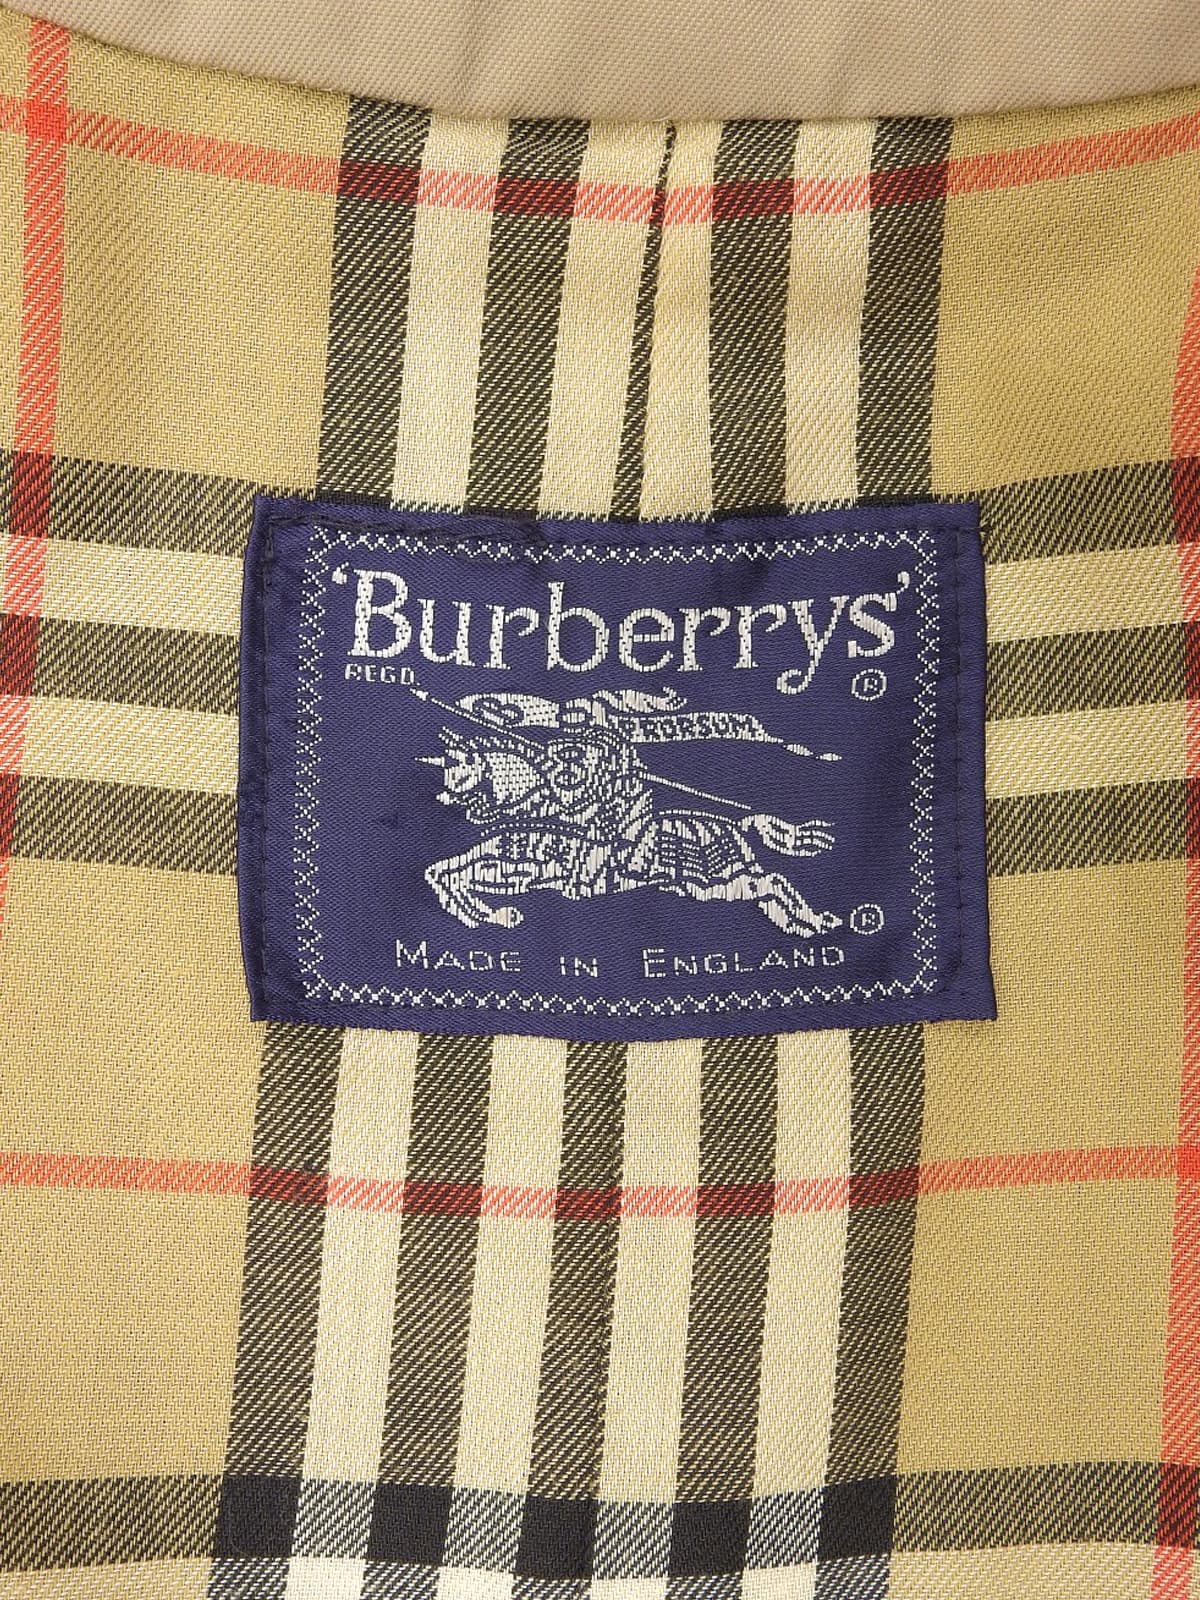 'Burberrys'
REGD. ®
PRORSUM
®
MADE IN ENGLAND